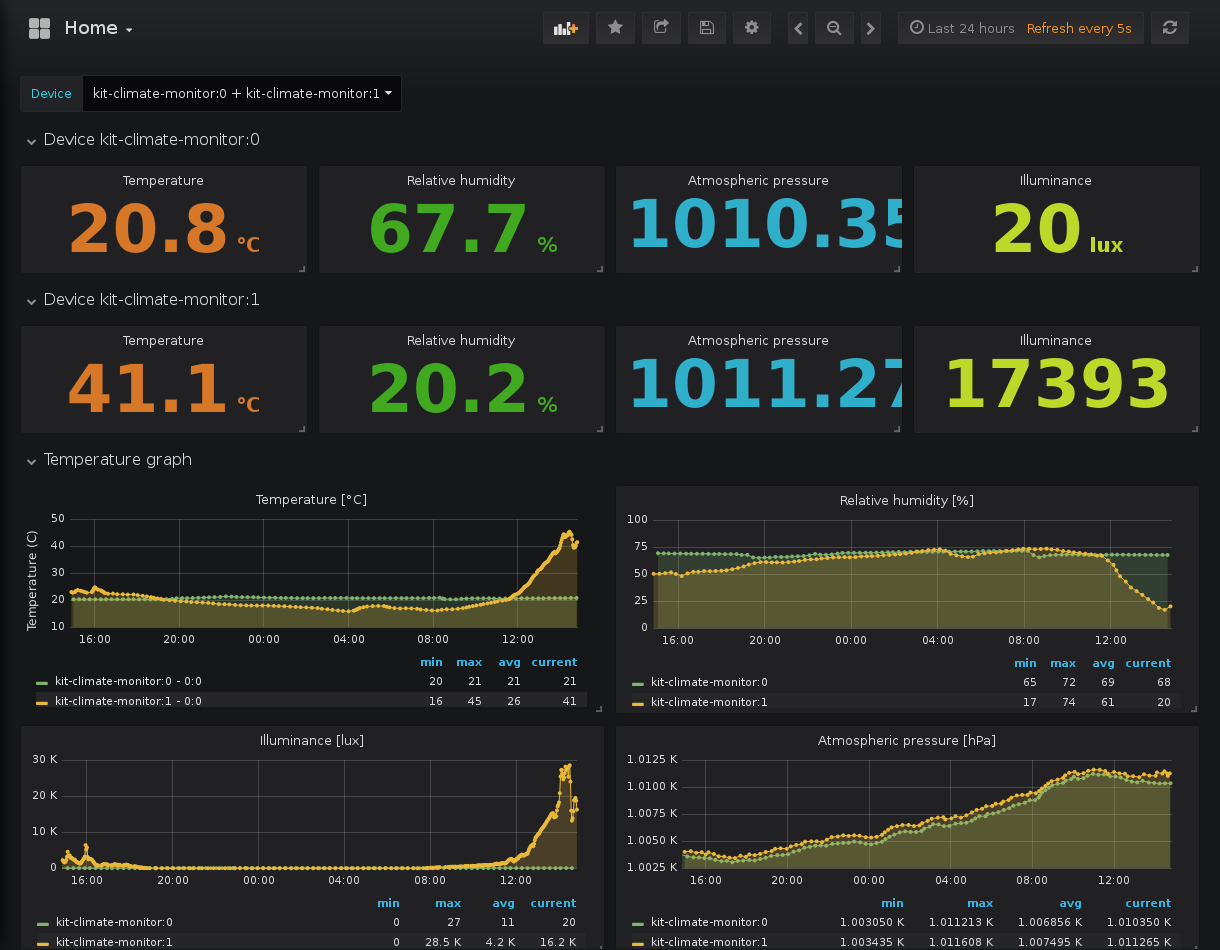 Home
Last 24 hours Refresh every 5s
Device kit-climate-monitor:0 + kit-climate-monitor:1
Device kit-climate-monitor:0
Temperature Relative humidity Atmospheric pressure Illuminance
20.8 °C 67.7 % 1010.35 20 lux
Device kit-climate-monitor:1
Temperature Relative humidity Atmospheric pressure Illuminance
41.1 °C 20.2 % 1011.27 17393
Temperature graph
Temperature [°C]
Temperature (C)
50
40
30
20
10
16:00 20:00 00:00 04:00 08:00 12:00
min max avg current
kit-climate-monitor:0 - 0:0 20 21 21 21
kit-climate-monitor:1 - 0:0 16 45 26 41
Relative humidity [%]
100
75
50
25
0
16:00 20:00 00:00 04:00 08:00 12:00
min max avg current
kit-climate-monitor:0 65 72 69 68
kit-climate-monitor:1 17 74 61 20
Illuminance [lux]
30 K
20 K
10 K
0
16:00 20:00 00:00 04:00 08:00 12:00
min max avg current
kit-climate-monitor:0 0 27 11 20
kit-climate-monitor:1 0 28.5 K 4.2 K 16.2 K
Atmospheric pressure [hPa]
1.0125 K
1.0100 K
1.0075 K
1.0050 K
1.0025 K
16:00 20:00 00:00 04:00 08:00 12:00
min max avg current
kit-climate-monitor:0 1.003050 K 1.011213 K 1.006856 K 1.010350 K
kit-climate-monitor:1 1.003435 K 1.011608 K 1.007495 K 1.011265 K